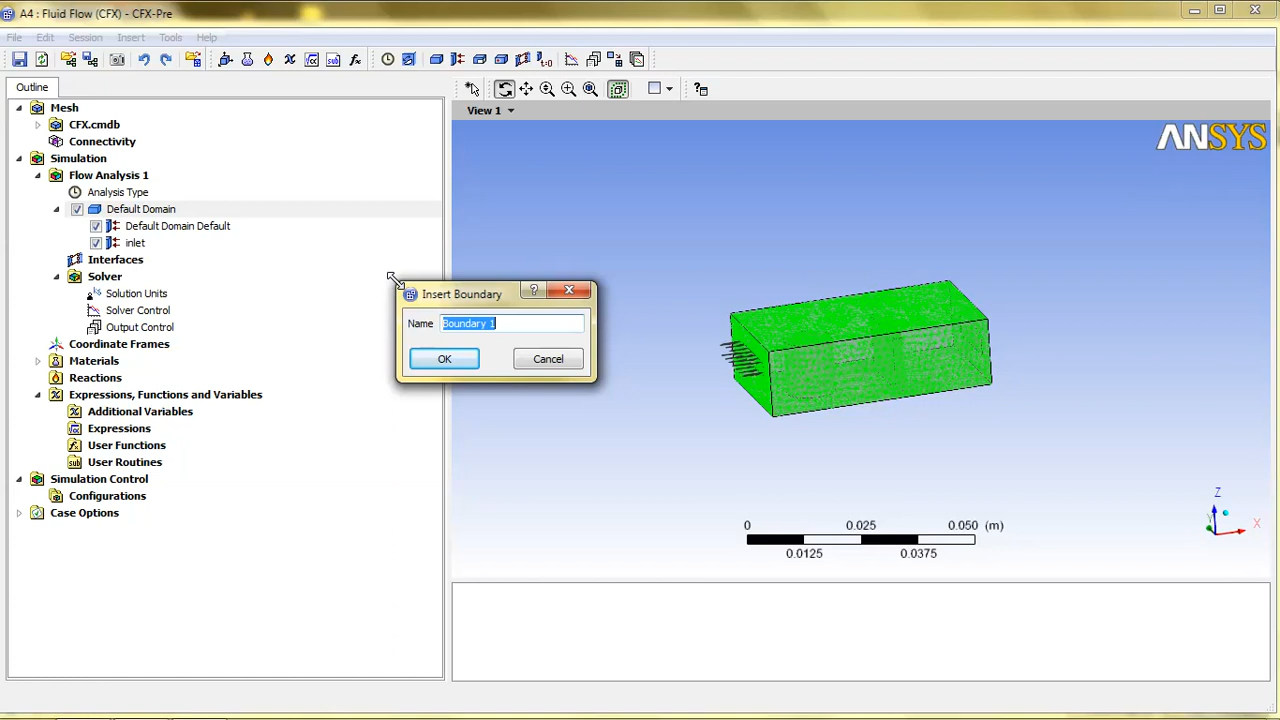 A4 : Fluid Flow (CFX) - CFX-Pre
File Edit Session Insert Tools Help
Outline
Mesh
CFX.cmdb
Connectivity
Simulation
Flow Analysis 1
Analysis Type
Default Domain
Default Domain Default
inlet
Interfaces
Solver
Solution Units
Solver Control
Output Control
Coordinate Frames
Materials
Reactions
Expressions, Functions and Variables
Additional Variables
Expressions
User Functions
User Routines
Simulation Control
Configurations
Case Options
View 1
ANSYS
Insert Boundary
Name Boundary 1
OK Cancel
0 0.025 0.050 (m)
0.0125 0.0375
Z
Y
X